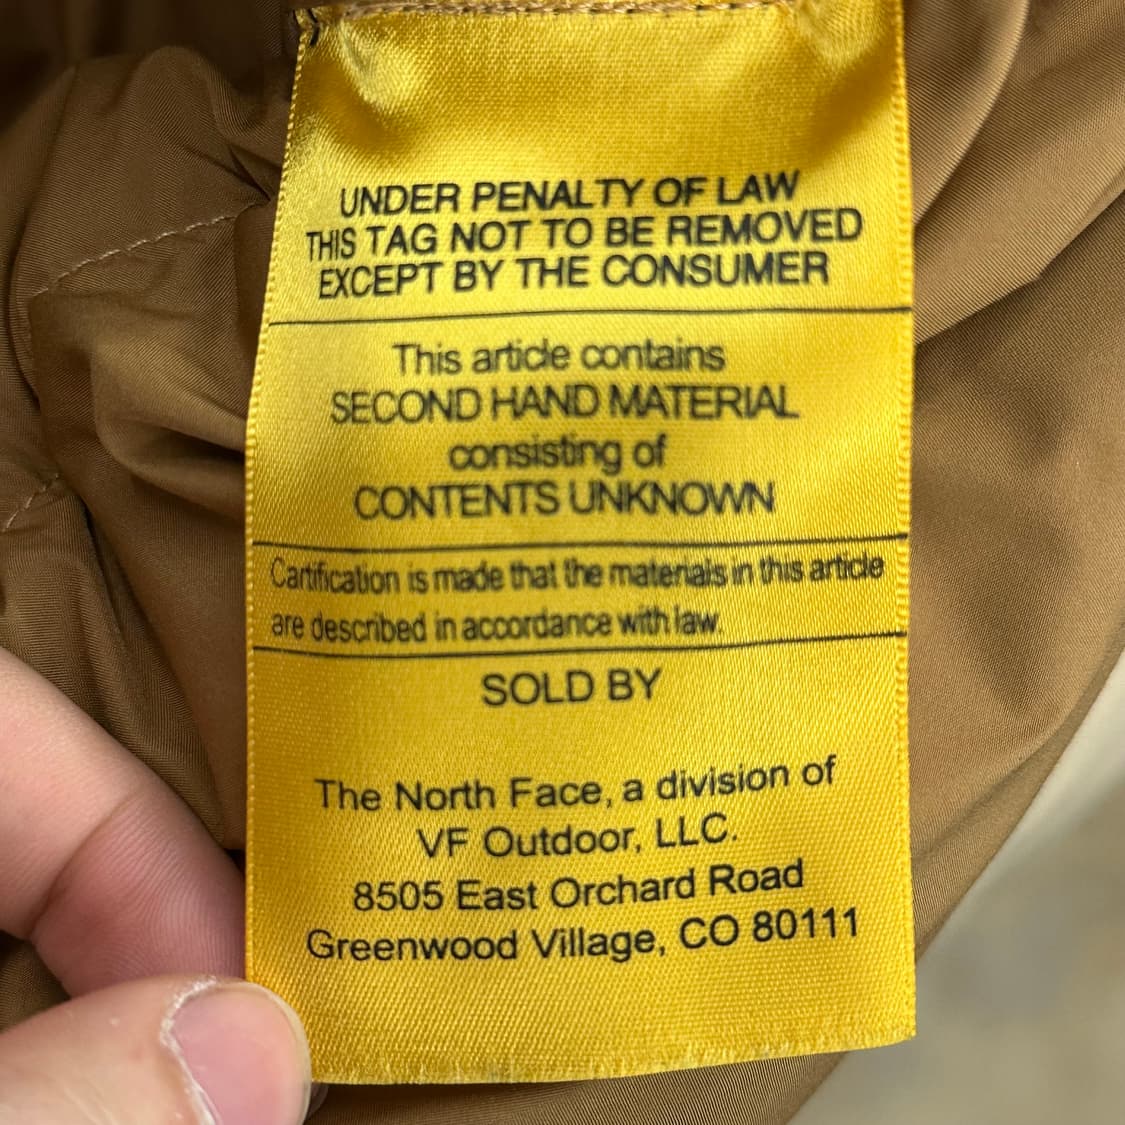 UNDER PENALTY OF LAW
THIS TAG NOT TO BE REMOVED
EXCEPT BY THE CONSUMER
This article contains
SECOND HAND MATERIAL
consisting of
CONTENTS UNKNOWN
Cartification is made that the materials in this article
are described in accordance with law.
SOLD BY
The North Face, a division of
VF Outdoor, LLC.
8505 East Orchard Road
Greenwood Village, CO 80111